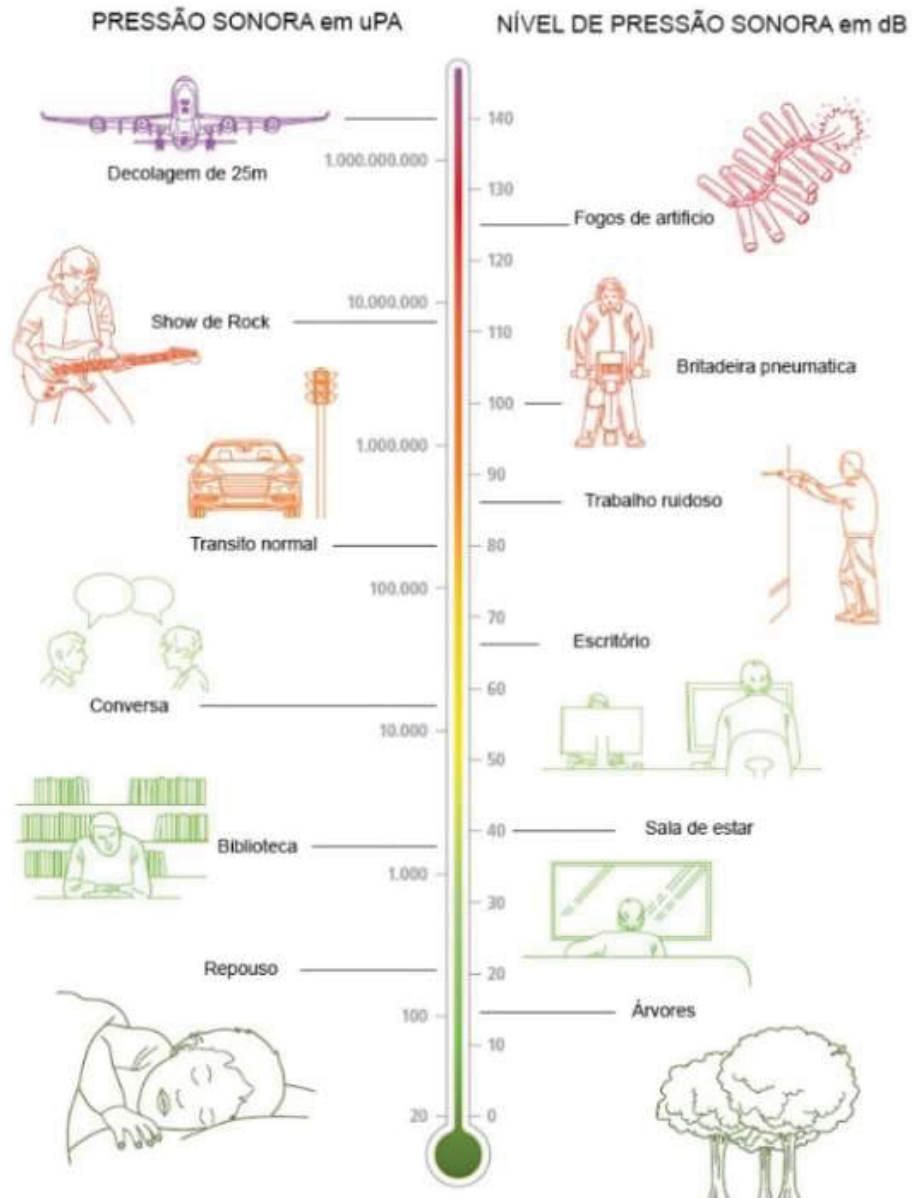 PRESSÃO SONORA em uPA
NÍVEL DE PRESSÃO SONORA em dB
140
Decolagem de 25m
1.000.000.000
130
Fogos de artificio
120
10.000.000
Show de Rock
110
Britadeira pneumatica
100
1.000.000
90
Trabalho ruidoso
Transito normal
80
100.000
70
Escritório
60
Conversa
10.000
50
40
Sala de estar
Biblioteca
1.000
30
Repouso
20
Árvores
100
10
20
0